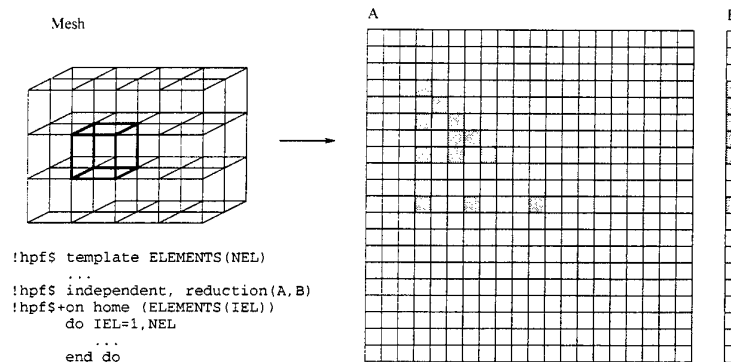 Mesh
A
!hpf$ template ELEMENTS(NEL)
...
!hpf$ independent, reduction(A,B)
!hpf$+on home (ELEMENTS(IEL))
do IEL=1,NEL
...
end do